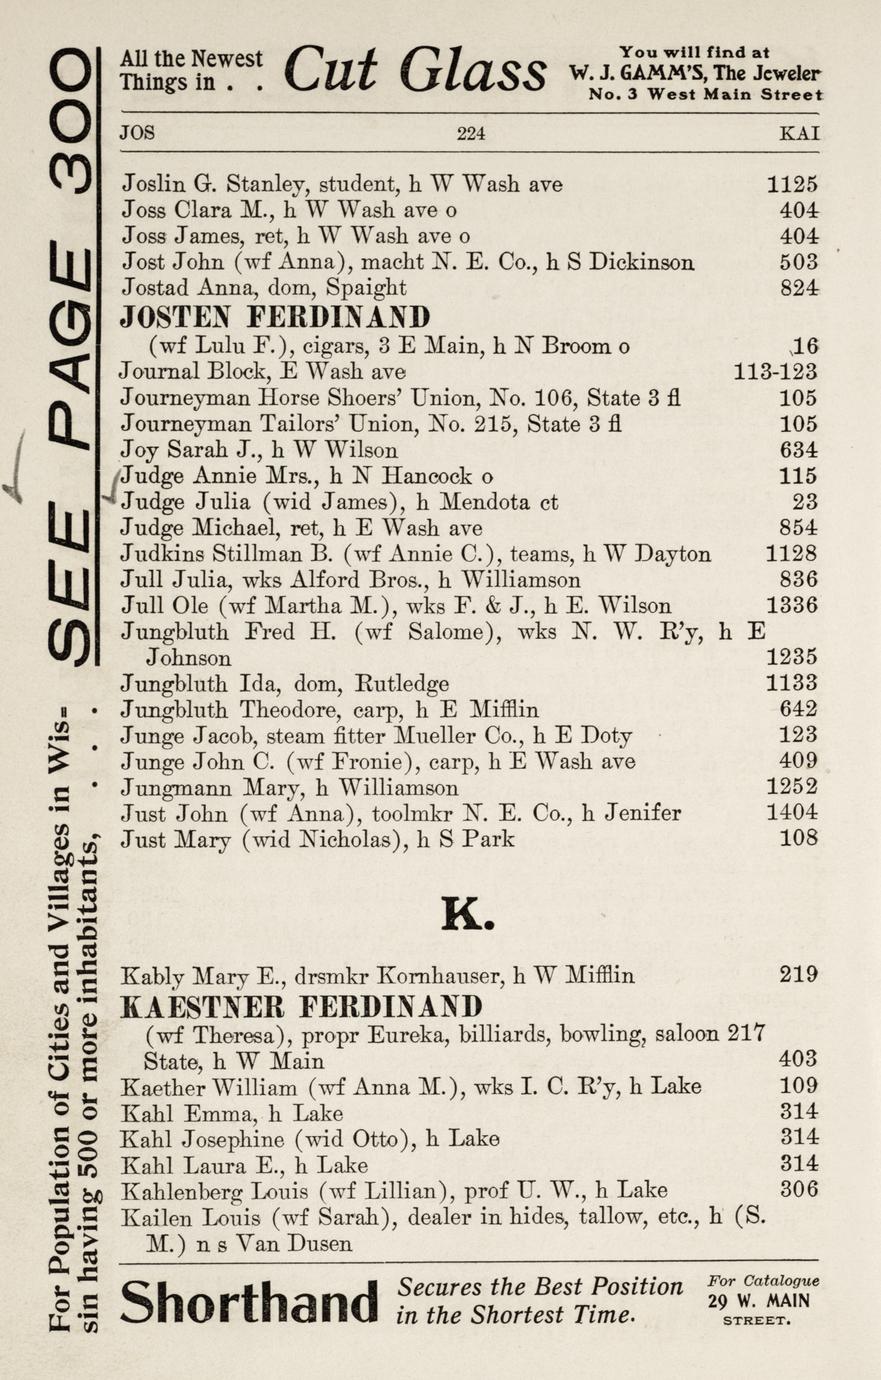 All the Newest
Things in . .
Cut Glass
You will find at
W. J. GAMM'S, The Jeweler
No. 3 West Main Street
JOS 224 KAI
Joslin G. Stanley, student, h W Wash ave 1125
Joss Clara M., h W Wash ave o 404
Joss James, ret, h W Wash ave o 404
Jost John (wf Anna), macht N. E. Co., h S Dickinson 503
Jostad Anna, dom, Spaight 824
JOSTEN FERDINAND
(wf Lulu F.), cigars, 3 E Main, h N Broom o 16
Journal Block, E Wash ave 113-123
Journeyman Horse Shoers' Union, No. 106, State 3 fl 105
Journeymen Tailors' Union, No. 215, State 3 fl 105
Joy Sarah J., h W Wilson 634
Judge Annie Mrs., h N Hancock o 115
Judge Julia (wid James), h Mendota ct 23
Judge Michael, ret, h E Wash ave 854
Judkins Stillman B. (wf Annie C.), teams, h W Dayton 1128
Jull Julia, wks Alford Bros., h Williamson 836
Jull Ole (wf Martha M.), wks F. & J., h E. Wilson 1336
Jungbluth Fred H. (wf Salome), wks N. W. R'y, h E
Johnson 1235
Jungbluth Ida, dom, Rutledge 1133
Jungbluth Theodore, carp, h E Mifflin 642
Junge Jacob, steam fitter Mueller Co., h E Doty 123
Junge John C. (wf Fronie), carp, h E Wash ave 409
Jungmann Mary, h Williamson 1252
Just John (wf Anna), toolmkr N. E. Co., h Jenifer 1404
Just Mary (wid Nicholas), h S Park 108
K.
Kably Mary E., drsmkr Kornhauser, h W Mifflin 219
KAESTNER FERDINAND
(wf Theresa), propr Eureka, billiards, bowling, saloon 217
State, h W Main 403
Kaether William (wf Anna M.), wks I. C. R'y, h Lake 109
Kahl Emma, h Lake 314
Kahl Josephine (wid Otto), h Lake 314
Kahl Laura E., h Lake 314
Kahlenberg Louis (wf Lillian), prof U. W., h Lake 306
Kailen Louis (wf Sarah), dealer in hides, tallow, etc., h (S.
M.) n s Van Dusen
Shorthand
Secures the Best Position
in the Shortest Time.
For Catalogue
29 W. MAIN
STREET.
For Population of Cities and Villages in Wis-
sin having 500 or more inhabitants, . . .
SEE PAGE 300